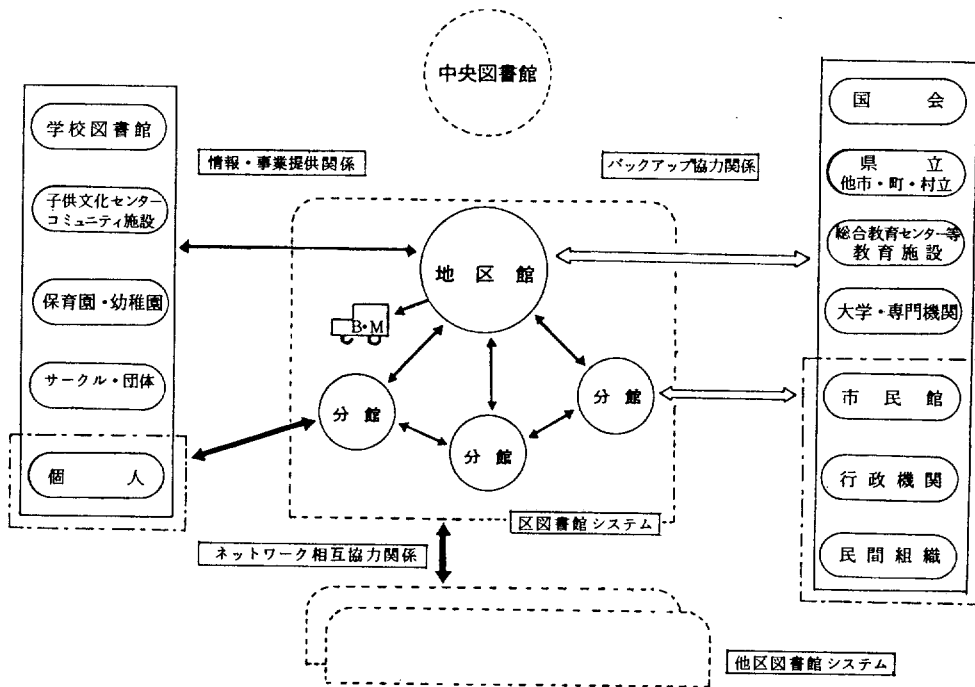 中央図書館
学校図書館
子供文化センター
コミュニティ施設
保育園・幼稚園
サークル・団体
個人
情報・事業提供関係
バックアップ協力関係
地区館
B・M
分館
分館
分館
区図書館システム
ネットワーク相互協力関係
他区図書館システム
国会
県立
他市・町・村立
総合教育センター等
教育施設
大学・専門機関
市民館
行政機関
民間組織